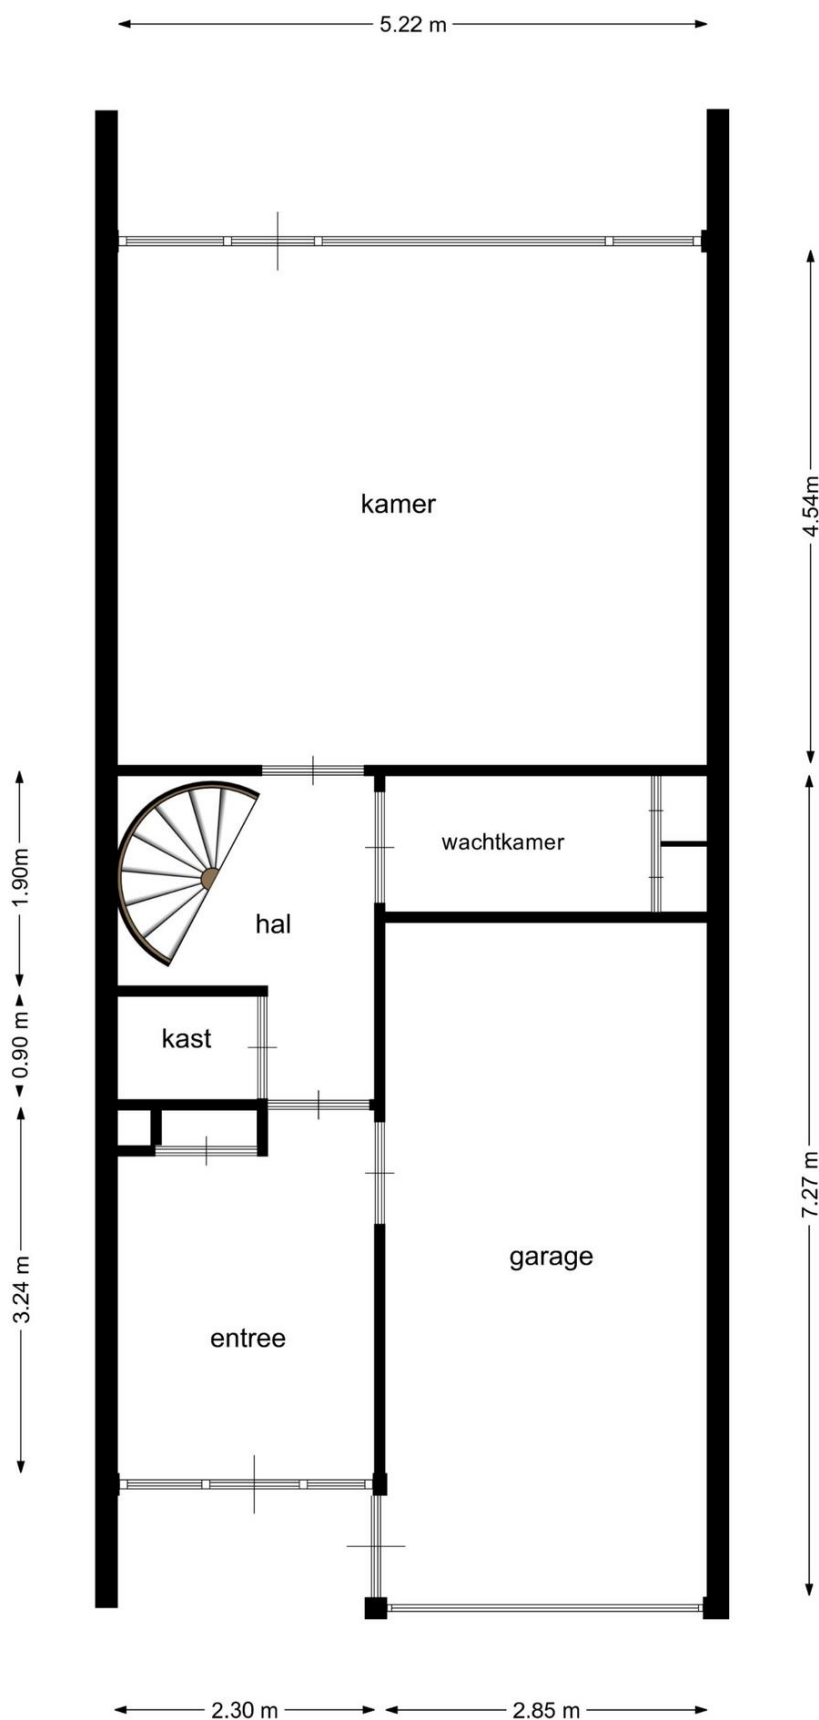 5.22 m
kamer
4.54m
wachtkamer
1.90m
hal
0.90 m
kast
7.27 m
garage
3.24 m
entree
2.30 m
2.85 m